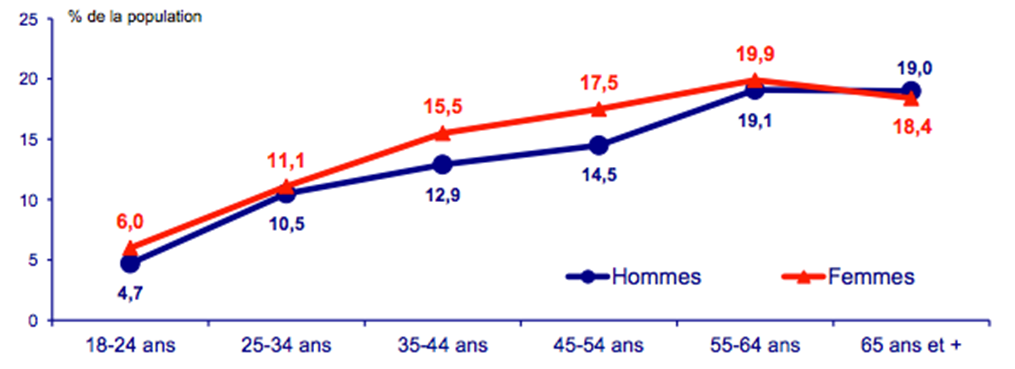 % de la population
25
20
15
10
5
0
6,0
11,1
15,5
17,5
19,9
18,4
4,7
10,5
12,9
14,5
19,1
19,0
Hommes
Femmes
18-24 ans
25-34 ans
35-44 ans
45-54 ans
55-64 ans
65 ans et +